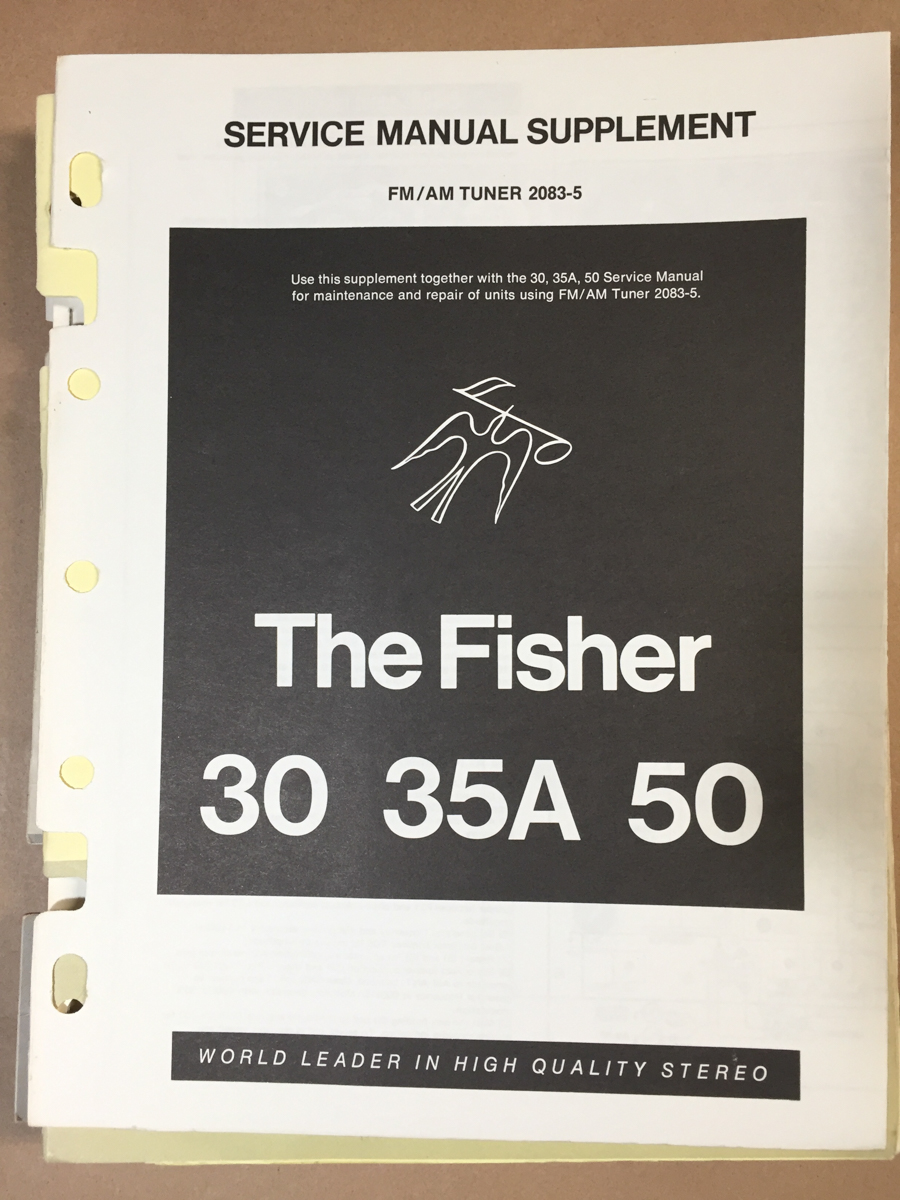 SERVICE MANUAL SUPPLEMENT
FM/AM TUNER 2083-5
Use this supplement together with the 30, 35A, 50 Service Manual
for maintenance and repair of units using FM/AM Tuner 2083-5.
The Fisher
30 35A 50
WORLD LEADER IN HIGH QUALITY STEREO